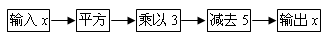 输入 x → 平方 → 乘以 3 → 减去 5 → 输出 x